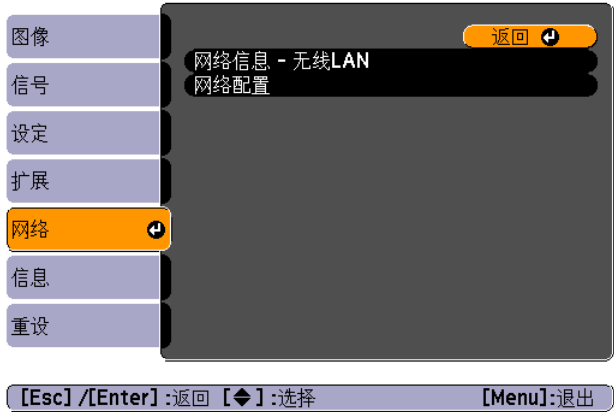 图像
信号
设定
扩展
网络
信息
重设
返回
网络信息 - 无线LAN
网络配置
[Esc] /[Enter] :返回 [◆] :选择 [Menu]:退出